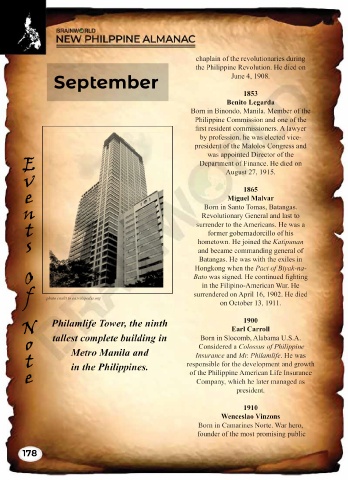 BRAINWORLD
NEW PHILPPINE ALMANAC
September
Events of Note
Philamlife Tower, the ninth
tallest complete building in
Metro Manila and
in the Philippines.
chaplain of the revolutionaries during
the Philippine Revolution. He died on
June 4, 1908.
1853
Benito Legarda
Born in Binondo, Manila. Member of the
Philippine Commission and one of the
first resident commissioners. A lawyer
by profession, he was elected vice-
president of the Malolos Congress and
was appointed Director of the
Department of Finance. He died on
August 27, 1915.
1865
Miguel Malvar
Born in Santo Tomas, Batangas.
Revolutionary General and last to
surrender to the Americans. He was a
former gobernadorcillo of his
hometown. He joined the Katipunan
and became commanding general of
Batangas. He was with the exiles in
Hongkong when the Pact of Biyak-na-
Bato was signed. He continued fighting
in the Filipino-American War. He
surrendered on April 16, 1902. He died
on October 13, 1911.
1900
Earl Carroll
Born in Slocomb, Alabama U.S.A.
Considered a Colossus of Philippine
Insurance and Mr. Philamlife. He was
responsible for the development and growth
of the Philippine American Life Insurance
Company, which he later managed as
president.
1910
Wenceslao Vinzons
Born in Camarines Norte. War hero,
founder of the most promising public
178